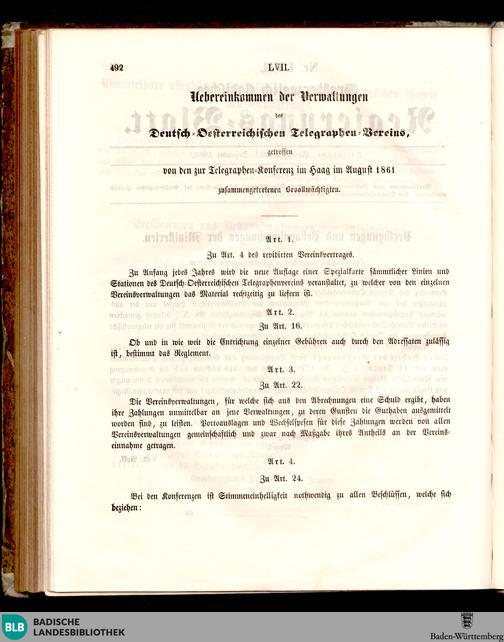 492 LVII.
Uebereinkommen der Verwaltungen
des
Deutsch-Oesterreichischen Telegraphen-Vereins,
getroffen
von den zur Telegraphen-Konferenz im Haag im August 1861
zusammengetretenen Bevollmächtigten.
Art. 1.
Zu Art. 4 des revidirten Vereinsvertrages.
Zu Anfang jedes Jahres wird die neue Auflage einer Spezialkarte sämmtlicher Linien und
Stationen des Deutsch-Oesterreichischen Telegraphenvereins veranstaltet, zu welcher von den einzelnen
Vereinsverwaltungen das Material rechtzeitig zu liefern ist.
Art. 2.
Zu Art. 16.
Ob und in wie weit die Entrichtung einzelner Gebühren auch durch den Adressaten zulässig
ist, bestimmt das Reglement.
Art. 3.
Zu Art. 22.
Die Vereinsverwaltungen, für welche sich aus den Abrechnungen eine Schuld ergibt, haben
ihre Zahlungen unmittelbar an jene Verwaltung, zu deren Gunsten die Guthaben ausgemittelt
worden sind, zu leisten. Portoauslagen und Wechselspesen für diese Zahlungen werden von allen
Vereinsverwaltungen gemeinschaftlich und zwar nach Maßgabe ihres Antheils an der Vereins-
einnahme getragen.
Art. 4.
Zu Art. 24.
Bei den Konferenzen ist Stimmeneinhelligkeit nothwendig zu allen Beschlüssen, welche sich
beziehen:
BLB BADISCHE
LANDESBIBLIOTHEK
Baden-Württemberg